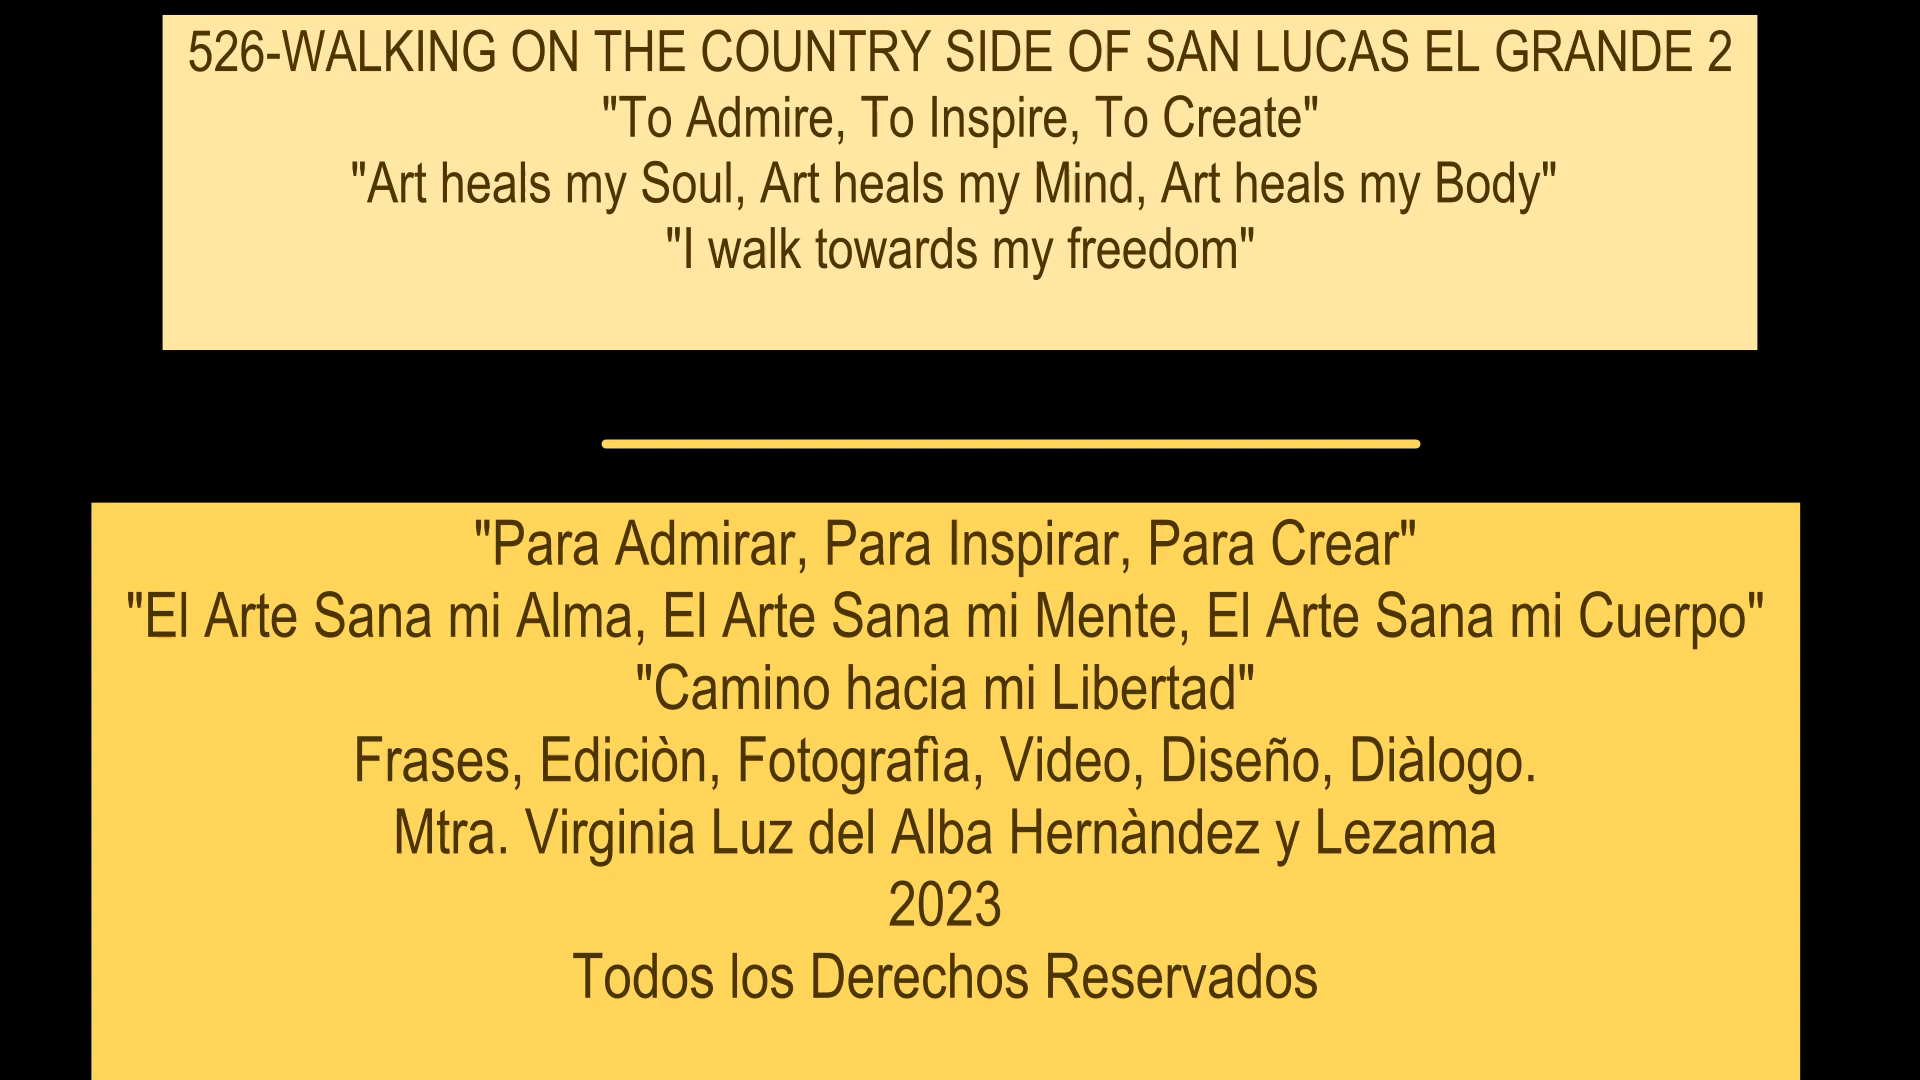 526-WALKING ON THE COUNTRY SIDE OF SAN LUCAS EL GRANDE 2
"To Admire, To Inspire, To Create"
"Art heals my Soul, Art heals my Mind, Art heals my Body"
"I walk towards my freedom"
"Para Admirar, Para Inspirar, Para Crear"
"El Arte Sana mi Alma, El Arte Sana mi Mente, El Arte Sana mi Cuerpo"
"Camino hacia mi Libertad"
Frases, Ediciòn, Fotografìa, Video, Diseño, Diàlogo.
Mtra. Virginia Luz del Alba Hernàndez y Lezama
2023
Todos los Derechos Reservados